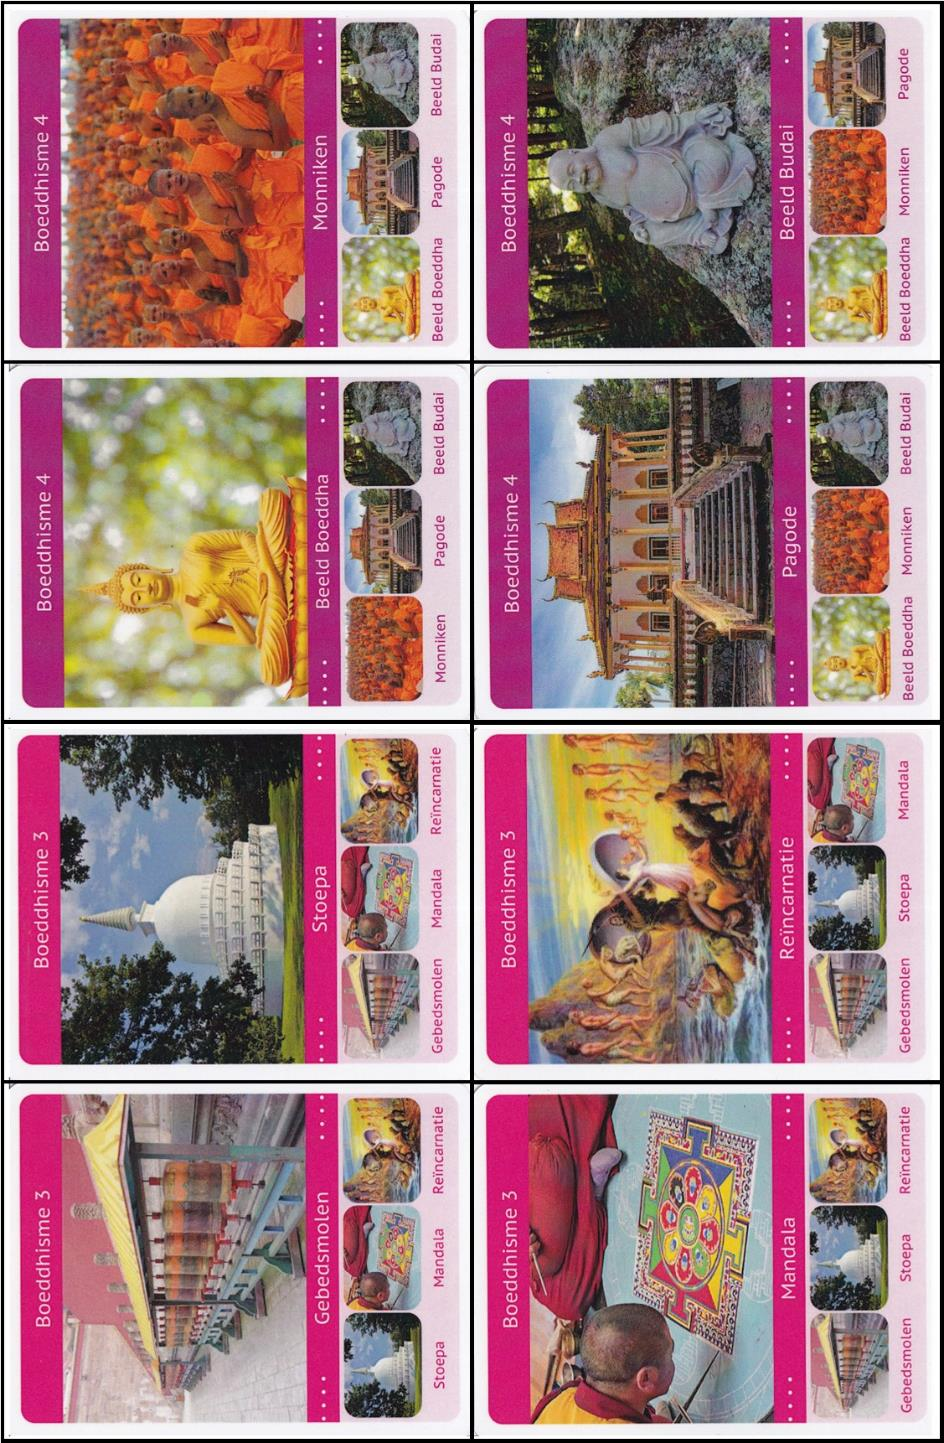 Boeddhisme 3
Gebedsmolen
Stoepa
Mandala
Reïncarnatie
Boeddhisme 3
Stoepa
Gebedsmolen
Mandala
Reïncarnatie
Boeddhisme 4
Beeld Boeddha
Monniken
Pagode
Beeld Budai
Boeddhisme 4
Monniken
Beeld Boeddha
Pagode
Beeld Budai
Boeddhisme 3
Mandala
Gebedsmolen
Stoepa
Reïncarnatie
Boeddhisme 3
Reïncarnatie
Gebedsmolen
Stoepa
Mandala
Boeddhisme 4
Pagode
Beeld Boeddha
Monniken
Beeld Budai
Boeddhisme 4
Beeld Budai
Beeld Boeddha
Monniken
Pagode